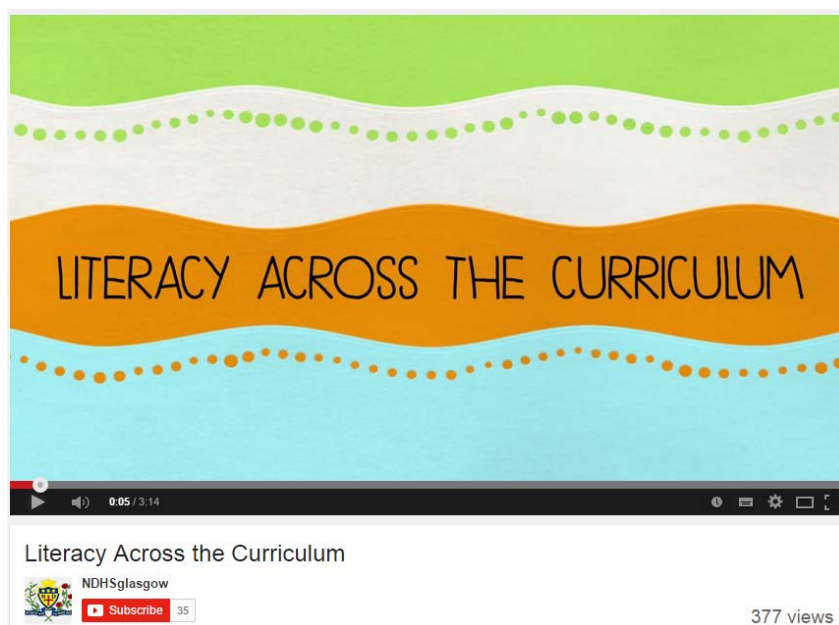 LITERACY ACROSS THE CURRICULUM
0:05 / 3:14
Literacy Across the Curriculum
NDHSglasgow
Subscribe 35
377 views